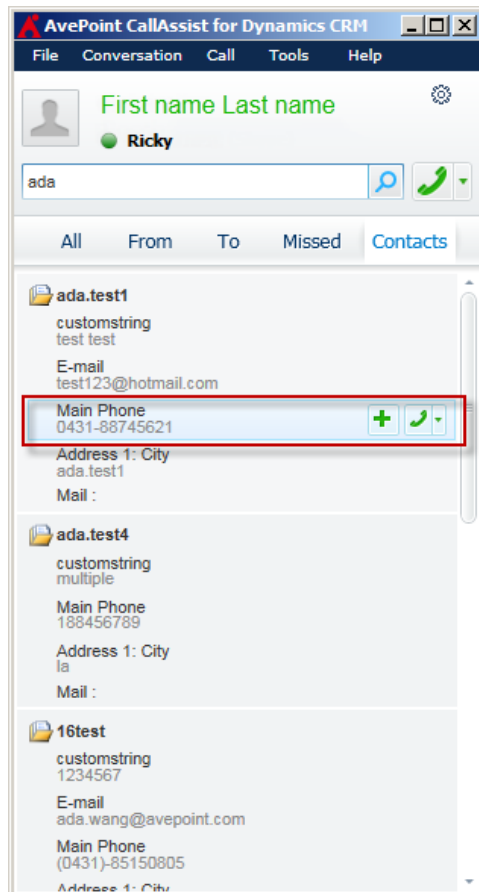 AvePoint CallAssist for Dynamics CRM
File Conversation Call Tools Help
First name Last name
Ricky
ada
All From To Missed Contacts
ada.test1
customstring
test test
E-mail
test123@hotmail.com
Main Phone
0431-88745621
Address 1: City
ada.test1
Mail :
ada.test4
customstring
multiple
Main Phone
188456789
Address 1: City
la
Mail :
16test
customstring
1234567
E-mail
ada.wang@avepoint.com
Main Phone
(0431)-85150805
Address 1: City